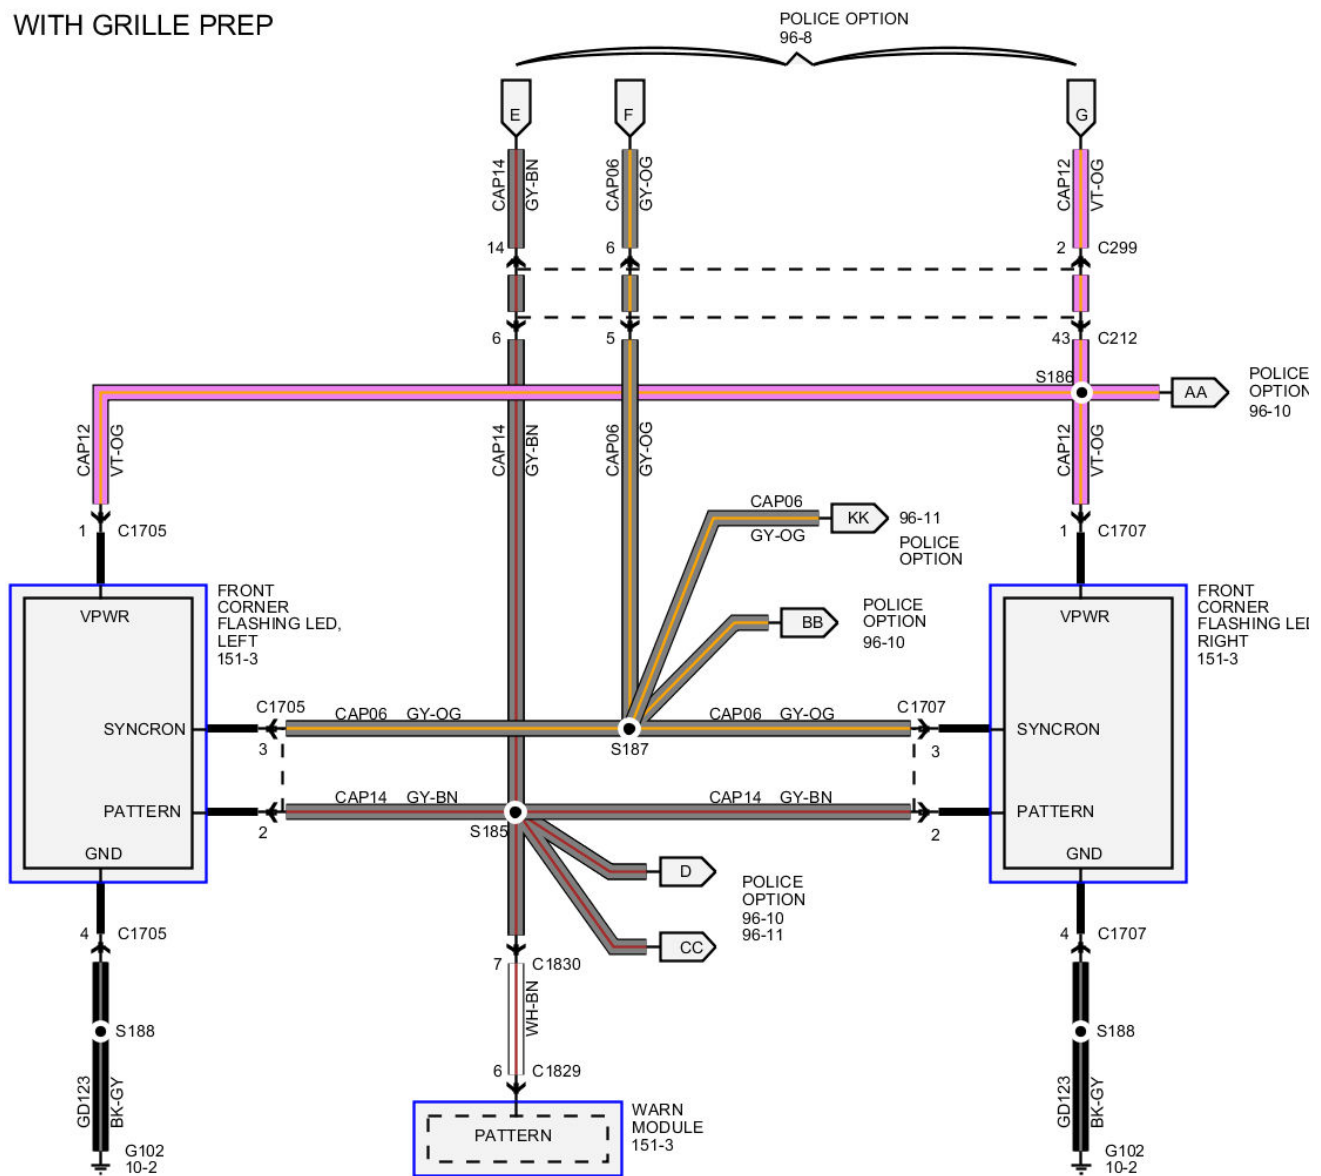 WITH GRILLE PREP
POLICE OPTION
96-8
E
F
G
CAP14
GY-BN
CAP06
GY-OG
CAP12
VT-OG
14
6
2
C299
6
5
43
C212
S186
AA
POLICE
OPTION
96-10
CAP12
VT-OG
CAP14
GY-BN
CAP06
GY-OG
CAP12
VT-OG
CAP06
KK
96-11
GY-OG
POLICE
OPTION
1
C1705
1
C1707
FRONT
CORNER
FLASHING LED,
LEFT
151-3
VPWR
BB
POLICE
OPTION
96-10
FRONT
CORNER
FLASHING LED
RIGHT
151-3
VPWR
C1705
CAP06
GY-OG
CAP06
GY-OG
C1707
SYNCRON
3
S187
3
SYNCRON
CAP14
GY-BN
CAP14
GY-BN
PATTERN
2
S185
2
PATTERN
GND
GND
D
POLICE
OPTION
96-10
96-11
CC
4
C1705
4
C1707
7
C1830
WH-BN
S188
S188
6
C1829
GD123
BK-GY
GD123
BK-GY
WARN
MODULE
151-3
PATTERN
G102
10-2
G102
10-2